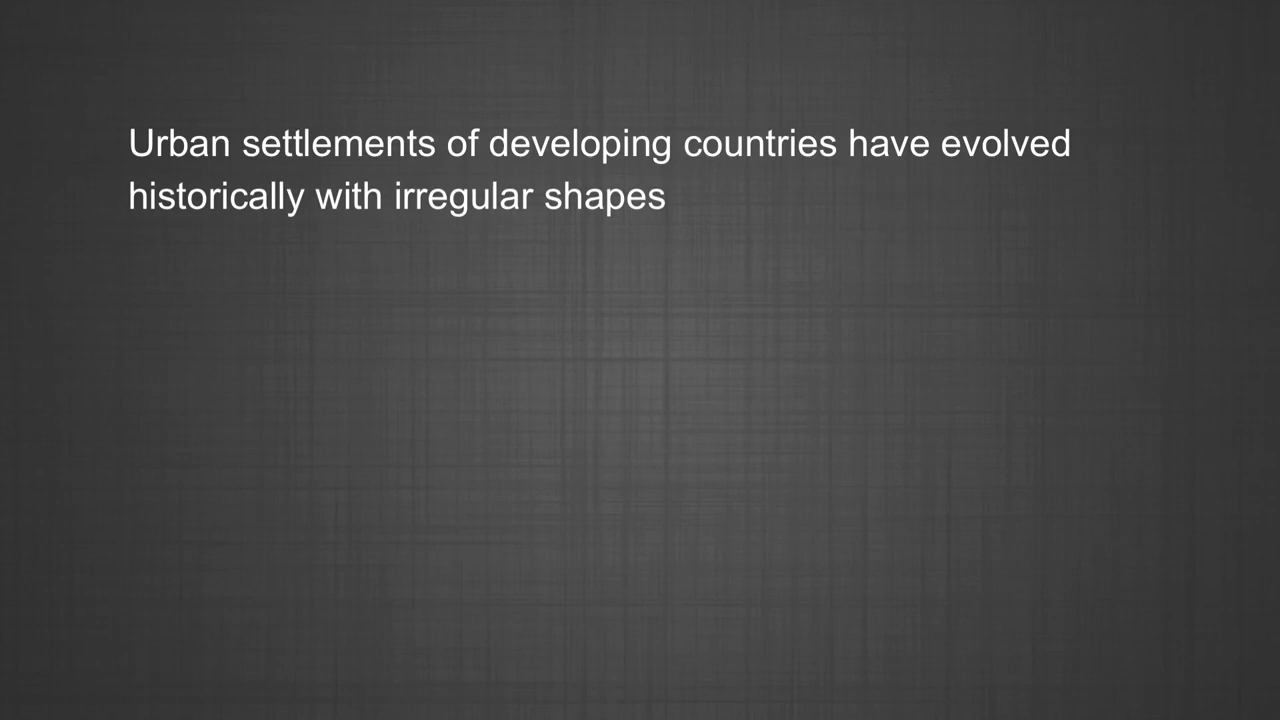 Urban settlements of developing countries have evolved
historically with irregular shapes